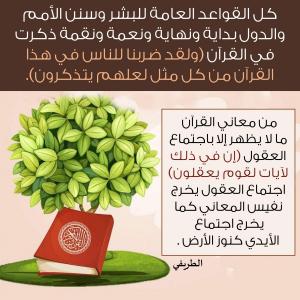 كل القواعد العامة للبشر وسنن الأمم
والدول بداية ونهاية ونعمة ونقمة ذكرت
في القرآن (ولقد ضربنا للناس في هذا
القرآن من كل مثل لعلهم يتذكرون).
من معاني القرآن
ما لا يظهر إلا باجتماع
العقول (إن في ذلك
لآيات لقوم يعقلون)
اجتماع العقول يخرج
نفيس المعاني كما
يخرج اجتماع
الأيدي كنوز الأرض.
الطريفي